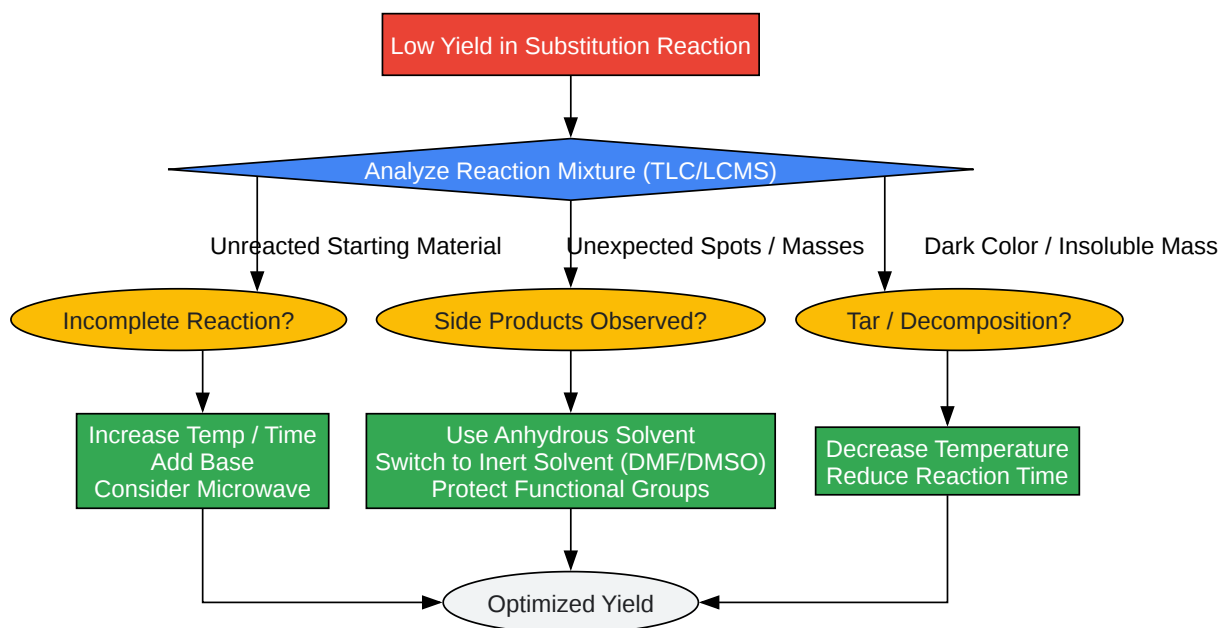 Low Yield in Substitution Reaction
Analyze Reaction Mixture (TLC/LCMS)
Unreacted Starting Material
Unexpected Spots / Masses
Dark Color / Insoluble Mass
Incomplete Reaction?
Side Products Observed?
Tar / Decomposition?
Increase Temp / Time
Add Base
Consider Microwave
Use Anhydrous Solvent
Switch to Inert Solvent (DMF/DMSO)
Protect Functional Groups
Decrease Temperature
Reduce Reaction Time
Optimized Yield